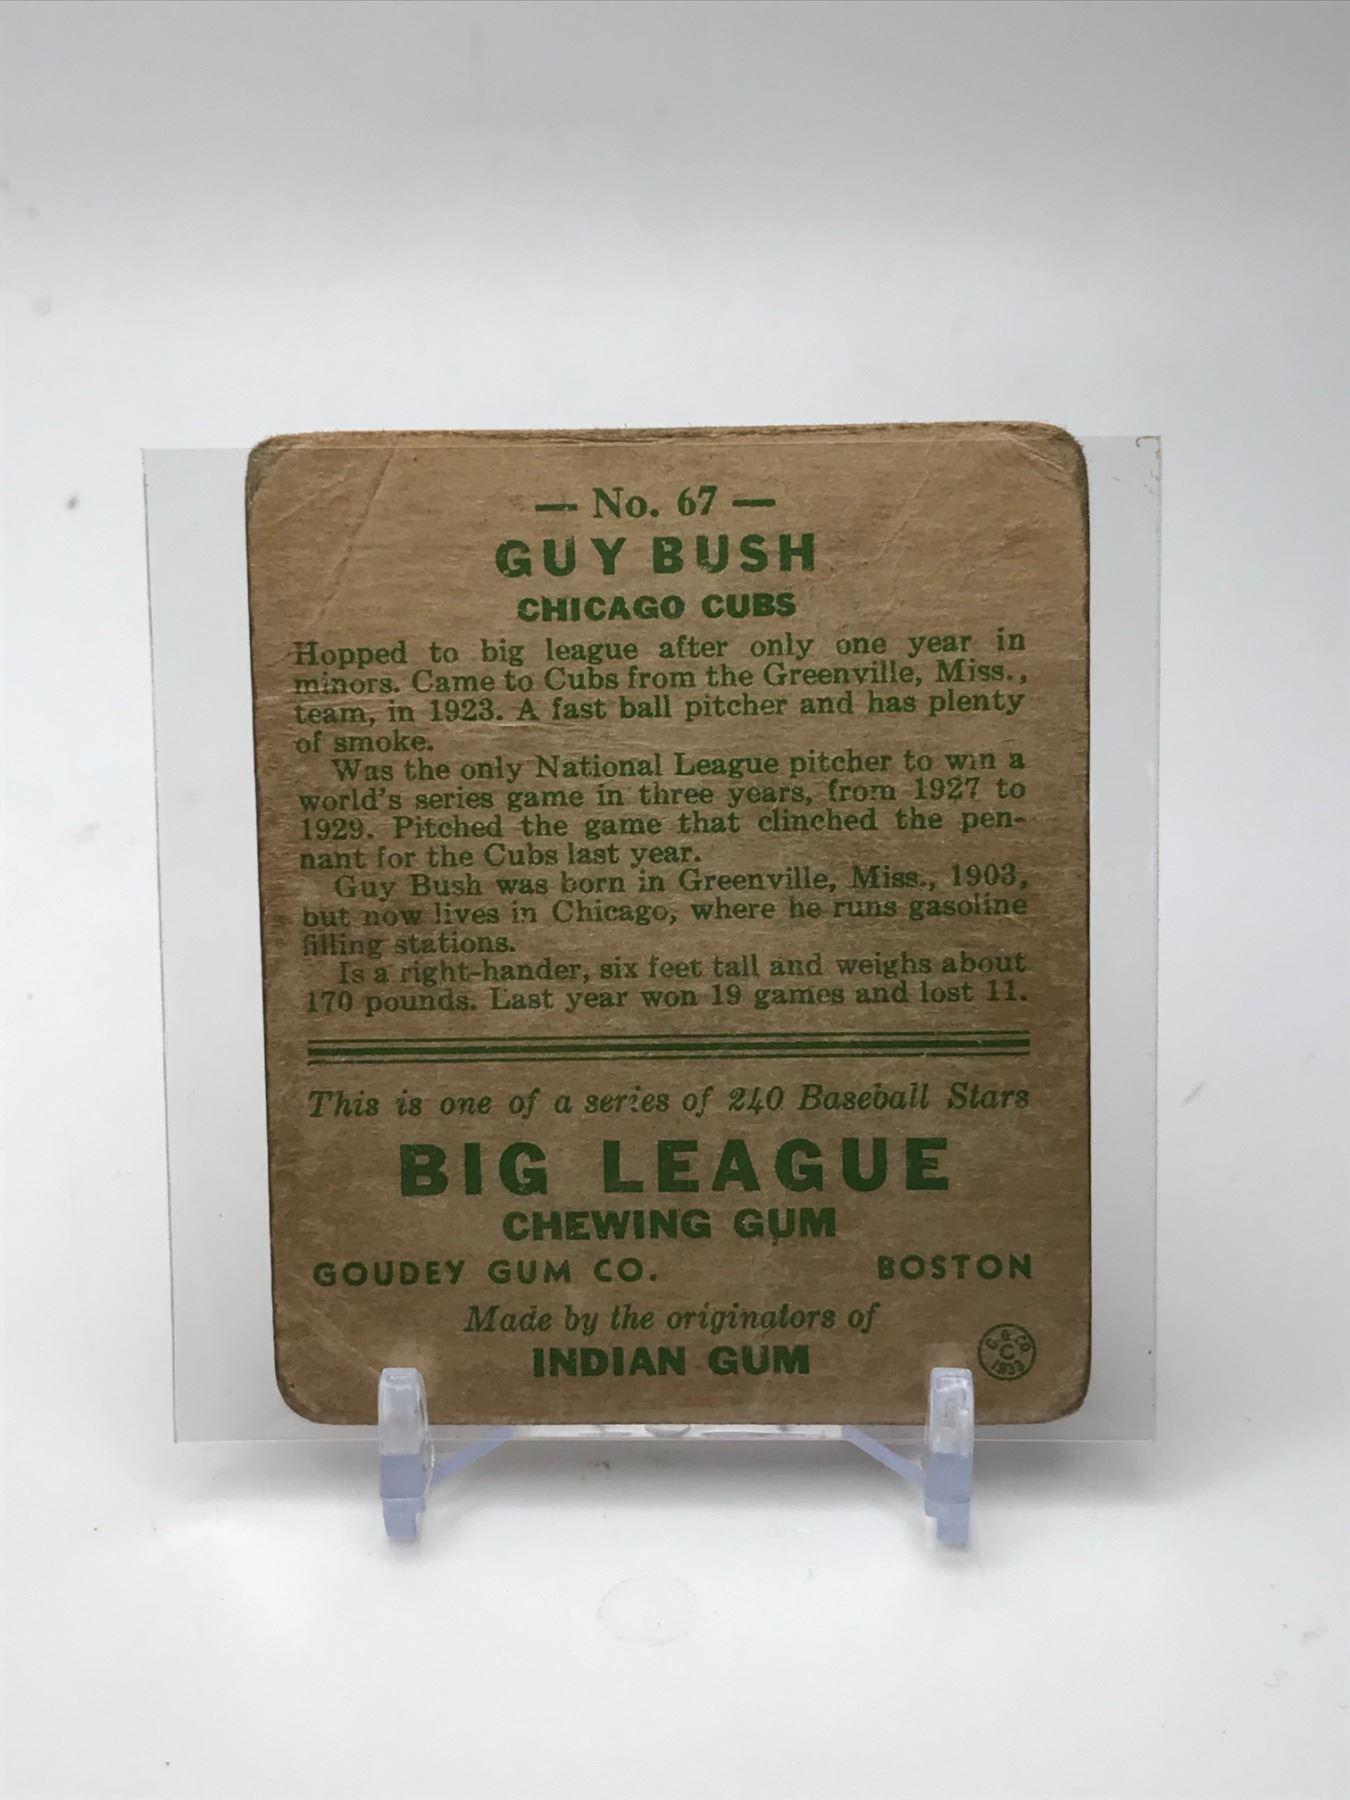 — No. 67 —
GUY BUSH
CHICAGO CUBS
Hopped to big league after only one year in
minors. Came to Cubs from the Greenville, Miss.,
team, in 1923. A fast ball pitcher and has plenty
of smoke.
Was the only National League pitcher to win a
world's series game in three years, from 1927 to
1929. Pitched the game that clinched the pen-
nant for the Cubs last year.
Guy Bush was born in Greenville, Miss., 1903,
but now lives in Chicago, where he runs gasoline
filling stations.
Is a right-hander, six feet tall and weighs about
170 pounds. Last year won 19 games and lost 11.
This is one of a series of 240 Baseball Stars
BIG LEAGUE
CHEWING GUM
GOUDEY GUM CO. BOSTON
Made by the originators of
INDIAN GUM
G. G. CO.
C
1933